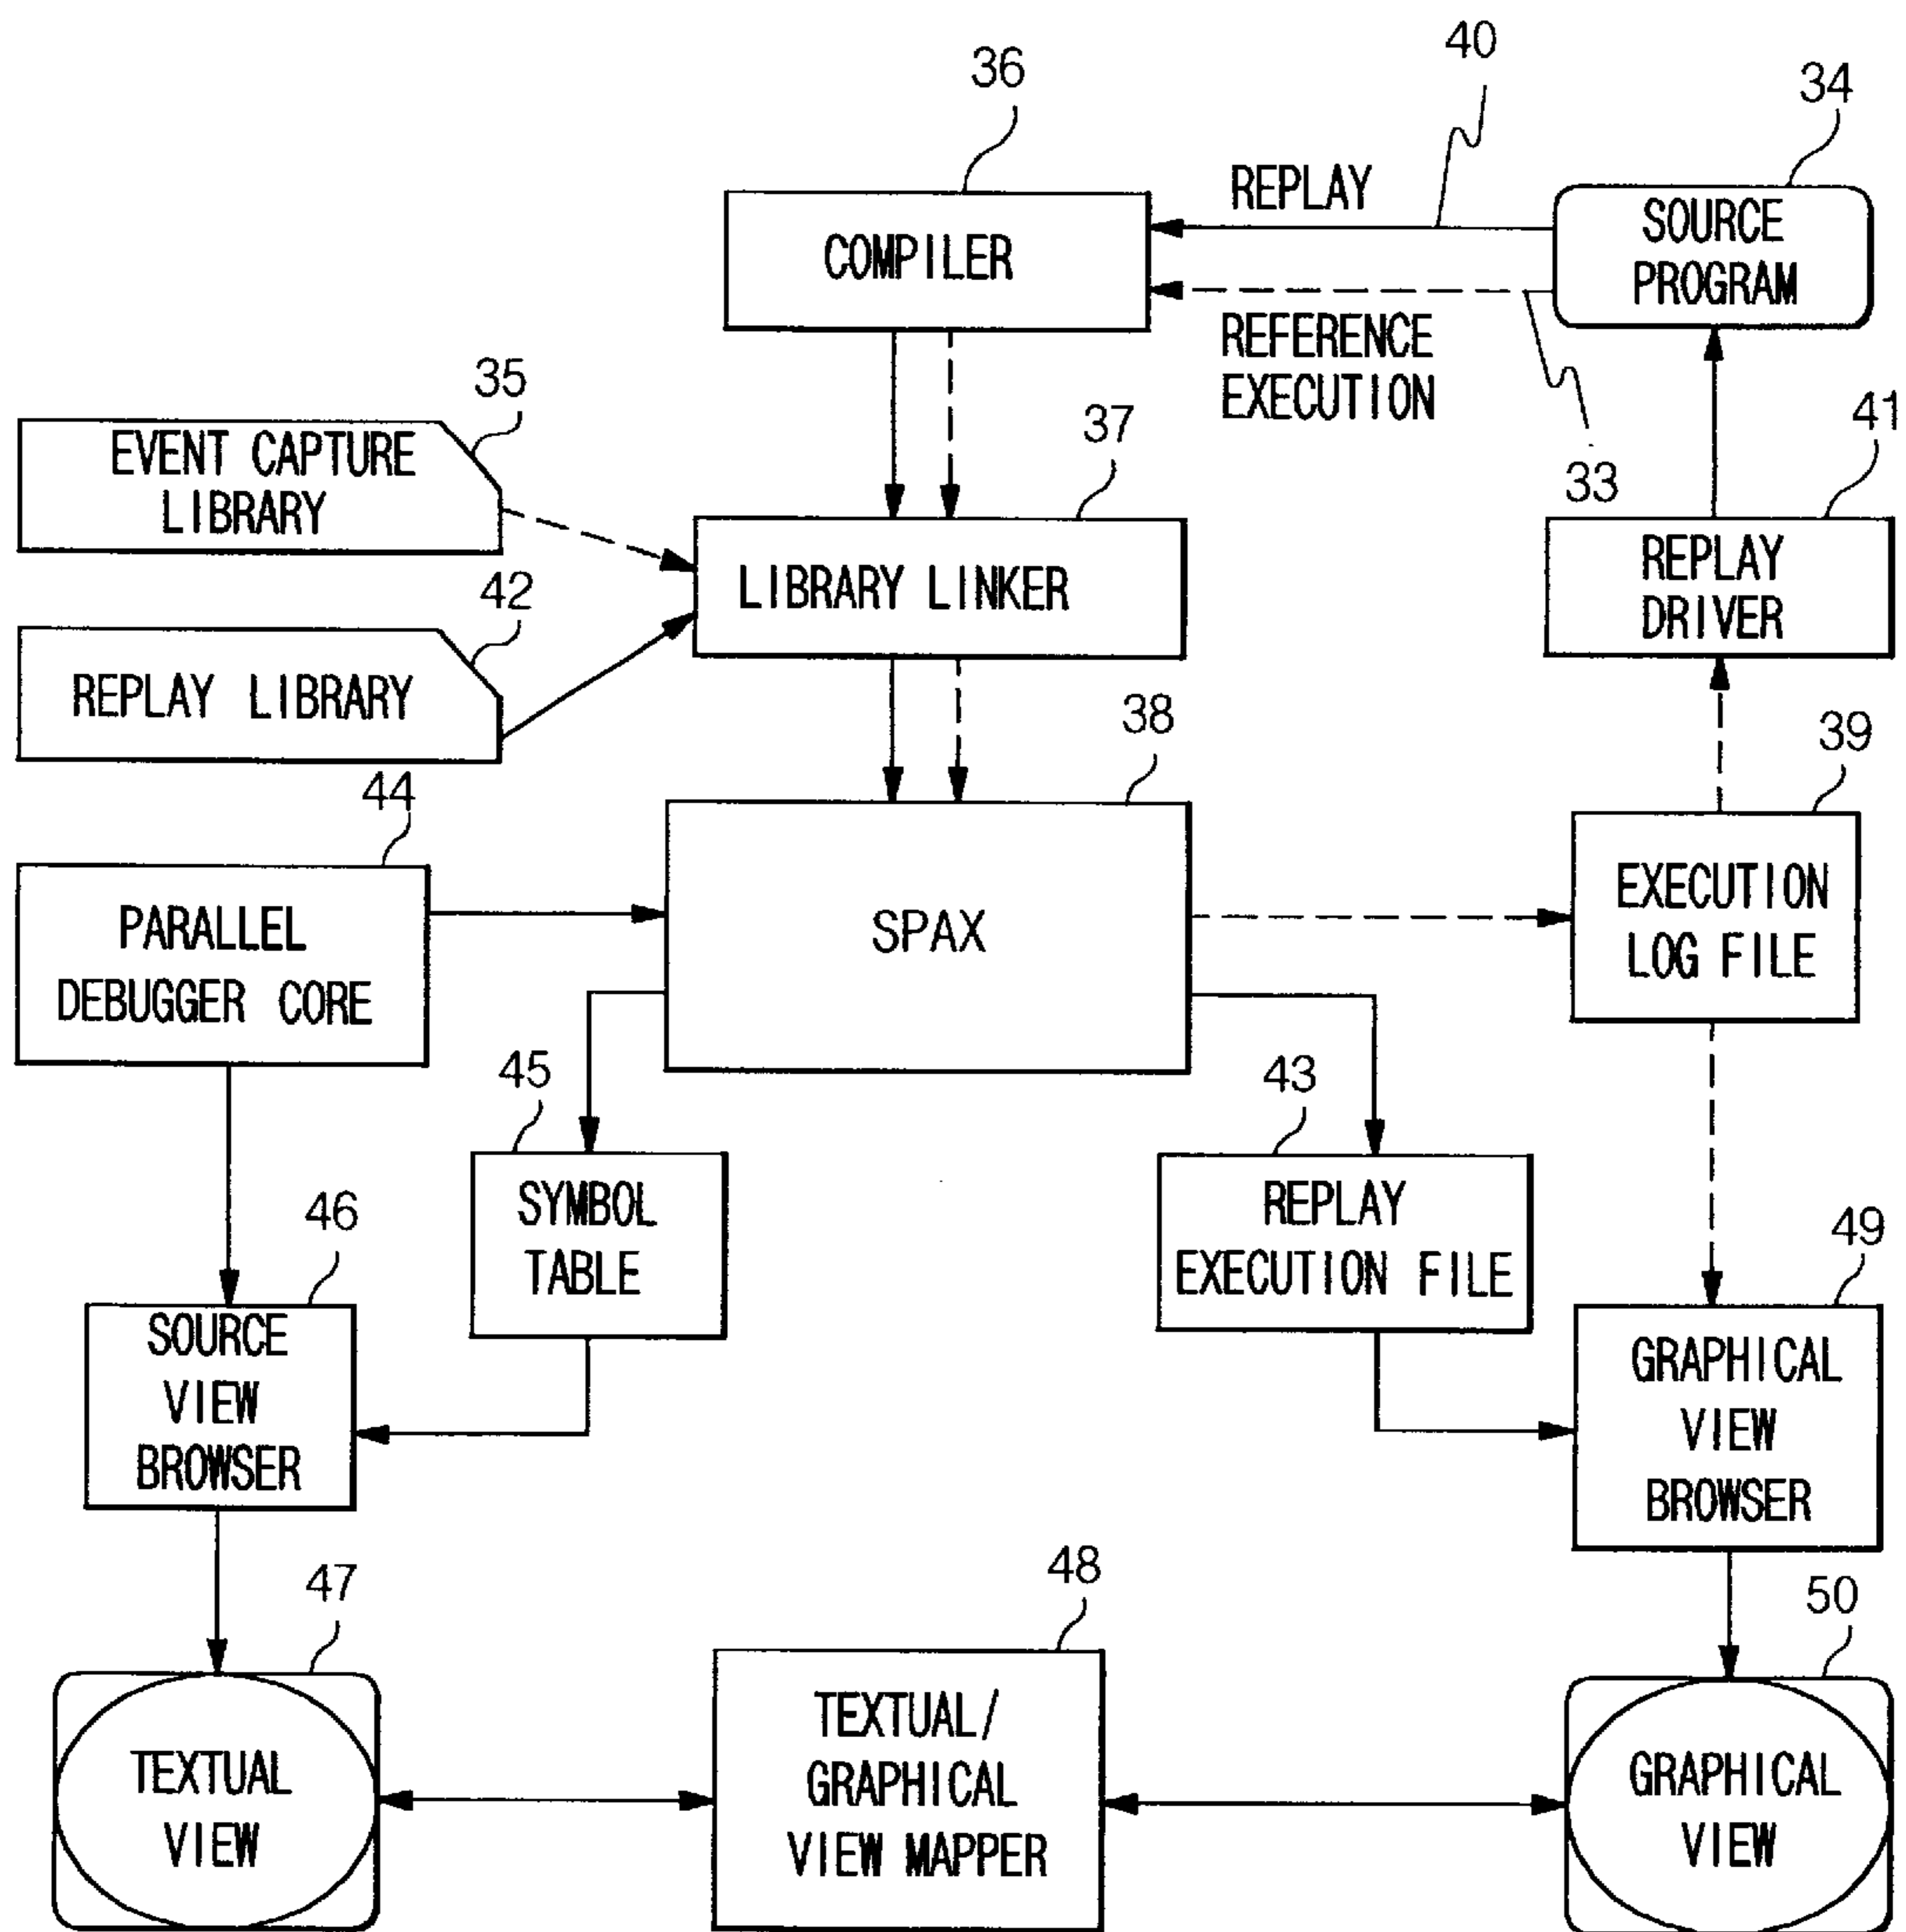 40
36
34
REPLAY
SOURCE
PROGRAM
COMPILER
REFERENCE
EXECUTION
35
37
33
41
EVENT CAPTURE
LIBRARY
REPLAY
DRIVER
LIBRARY LINKER
42
REPLAY LIBRARY
38
39
44
EXECUTION
LOG FILE
PARALLEL
DEBUGGER CORE
SPAX
45
43
46
SYMBOL
TABLE
REPLAY
EXECUTION FILE
49
SOURCE
VIEW
BROWSER
GRAPHICAL
VIEW
BROWSER
47
48
50
TEXTUAL
VIEW
TEXTUAL/
GRAPHICAL
VIEW MAPPER
GRAPHICAL
VIEW